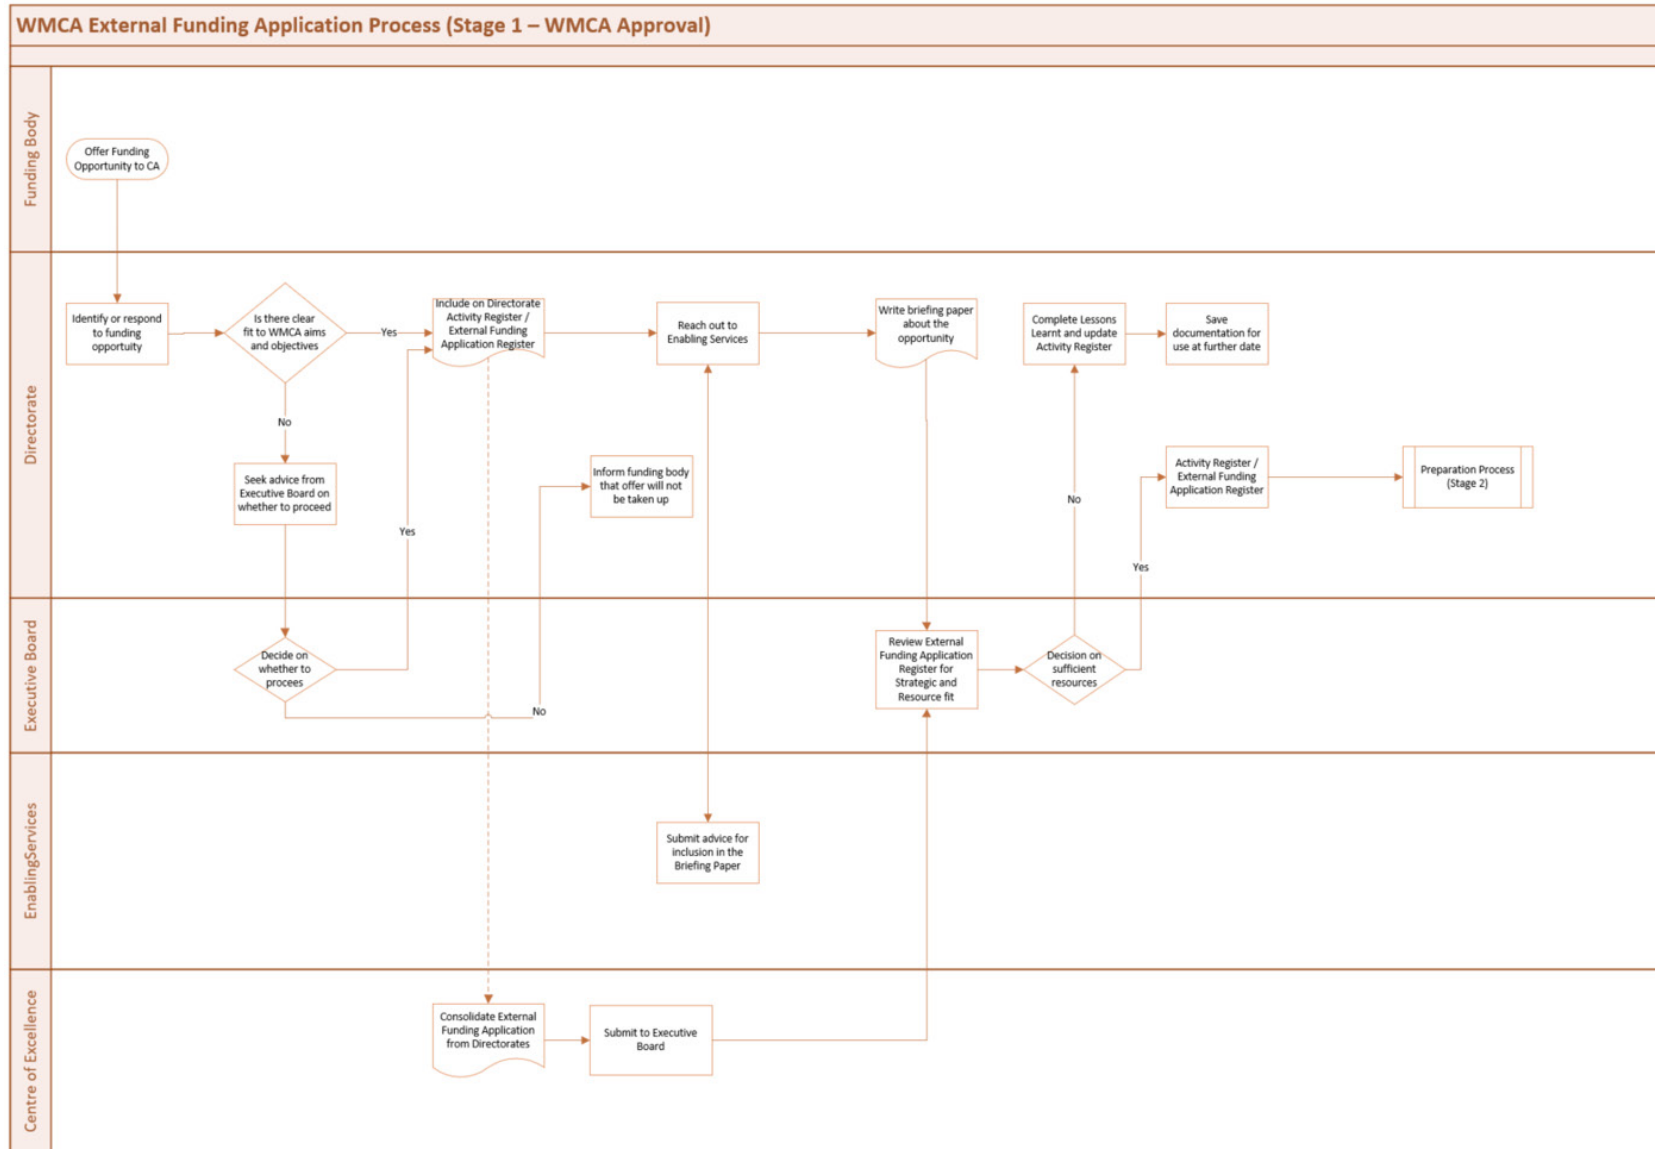 WMCA External Funding Application Process (Stage 1 – WMCA Approval)
Funding Body
Offer Funding
Opportunity to CA
Directorate
Identify or respond
to funding
opportuity
Is there clear
fit to WMCA aims
and objectives
Yes
No
Include on Directorate
Activity Register /
External Funding
Application Register
Reach out to
Enabling Services
Write briefing paper
about the
opportunity
Complete Lessons
Learnt and update
Activity Register
Save
documentation for
use at further date
Seek advice from
Executive Board on
whether to proceed
Yes
Inform funding body
that offer will not
be taken up
No
Activity Register /
External Funding
Application Register
Preparation Process
(Stage 2)
Yes
Executive Board
Decide on
whether to
procees
No
Review External
Funding Application
Register for
Strategic and
Resource fit
Decision on
sufficient
resources
EnablingServices
Submit advice for
inclusion in the
Briefing Paper
Centre of Excellence
Consolidate External
Funding Application
from Directorates
Submit to Executive
Board